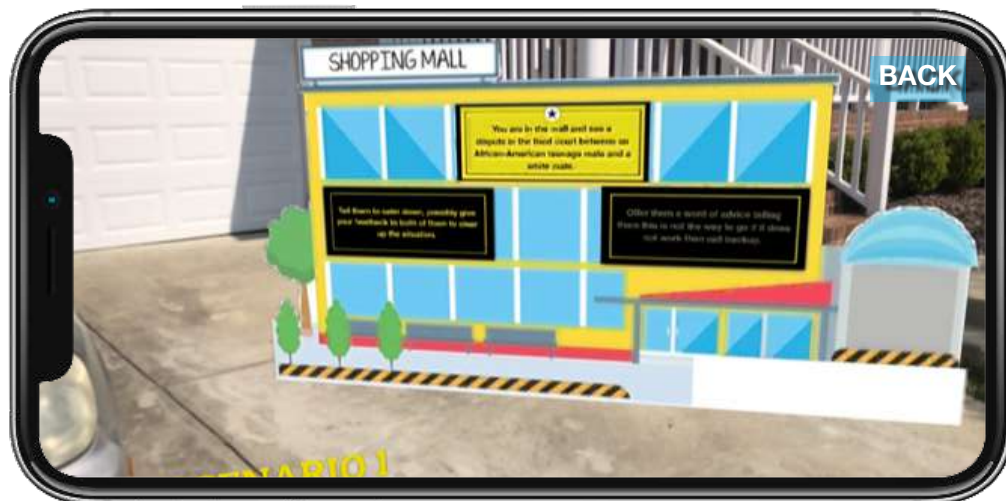 SHOPPING MALL
BACK
You are in the mall and see a
dispute in the food court between an
African-American teenage male and a
white male.
Tell them to calm down, possibly give
your feedback to both of them to clear
up the situation.
Offer them a word of advice telling
them this is not the way to go if it does
not work then call backup.
SCENARIO 1